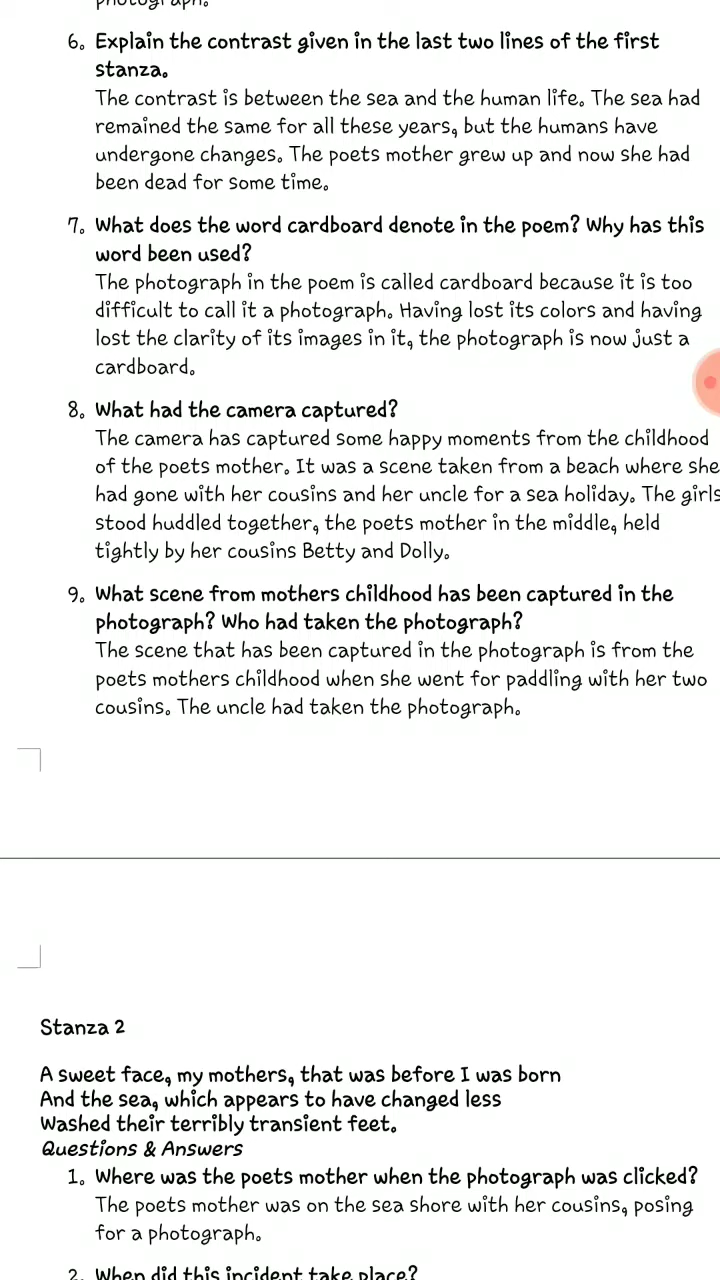 photograph.
6. Explain the contrast given in the last two lines of the first
stanza.
The contrast is between the sea and the human life. The sea had
remained the same for all these years, but the humans have
undergone changes. The poets mother grew up and now she had
been dead for some time.
7. What does the word cardboard denote in the poem? Why has this
word been used?
The photograph in the poem is called cardboard because it is too
difficult to call it a photograph. Having lost its colors and having
lost the clarity of its images in it, the photograph is now just a
cardboard.
8. What had the camera captured?
The camera has captured some happy moments from the childhood
of the poets mother. It was a scene taken from a beach where she
had gone with her cousins and her uncle for a sea holiday. The girls
stood huddled together, the poets mother in the middle, held
tightly by her cousins Betty and Dolly.
9. What scene from mothers childhood has been captured in the
photograph? Who had taken the photograph?
The scene that has been captured in the photograph is from the
poets mothers childhood when she went for paddling with her two
cousins. The uncle had taken the photograph.
Stanza 2
A sweet face, my mothers, that was before I was born
And the sea, which appears to have changed less
Washed their terribly transient feet.
Questions & Answers
1. Where was the poets mother when the photograph was clicked?
The poets mother was on the sea shore with her cousins, posing
for a photograph.
2. When did this incident take place?